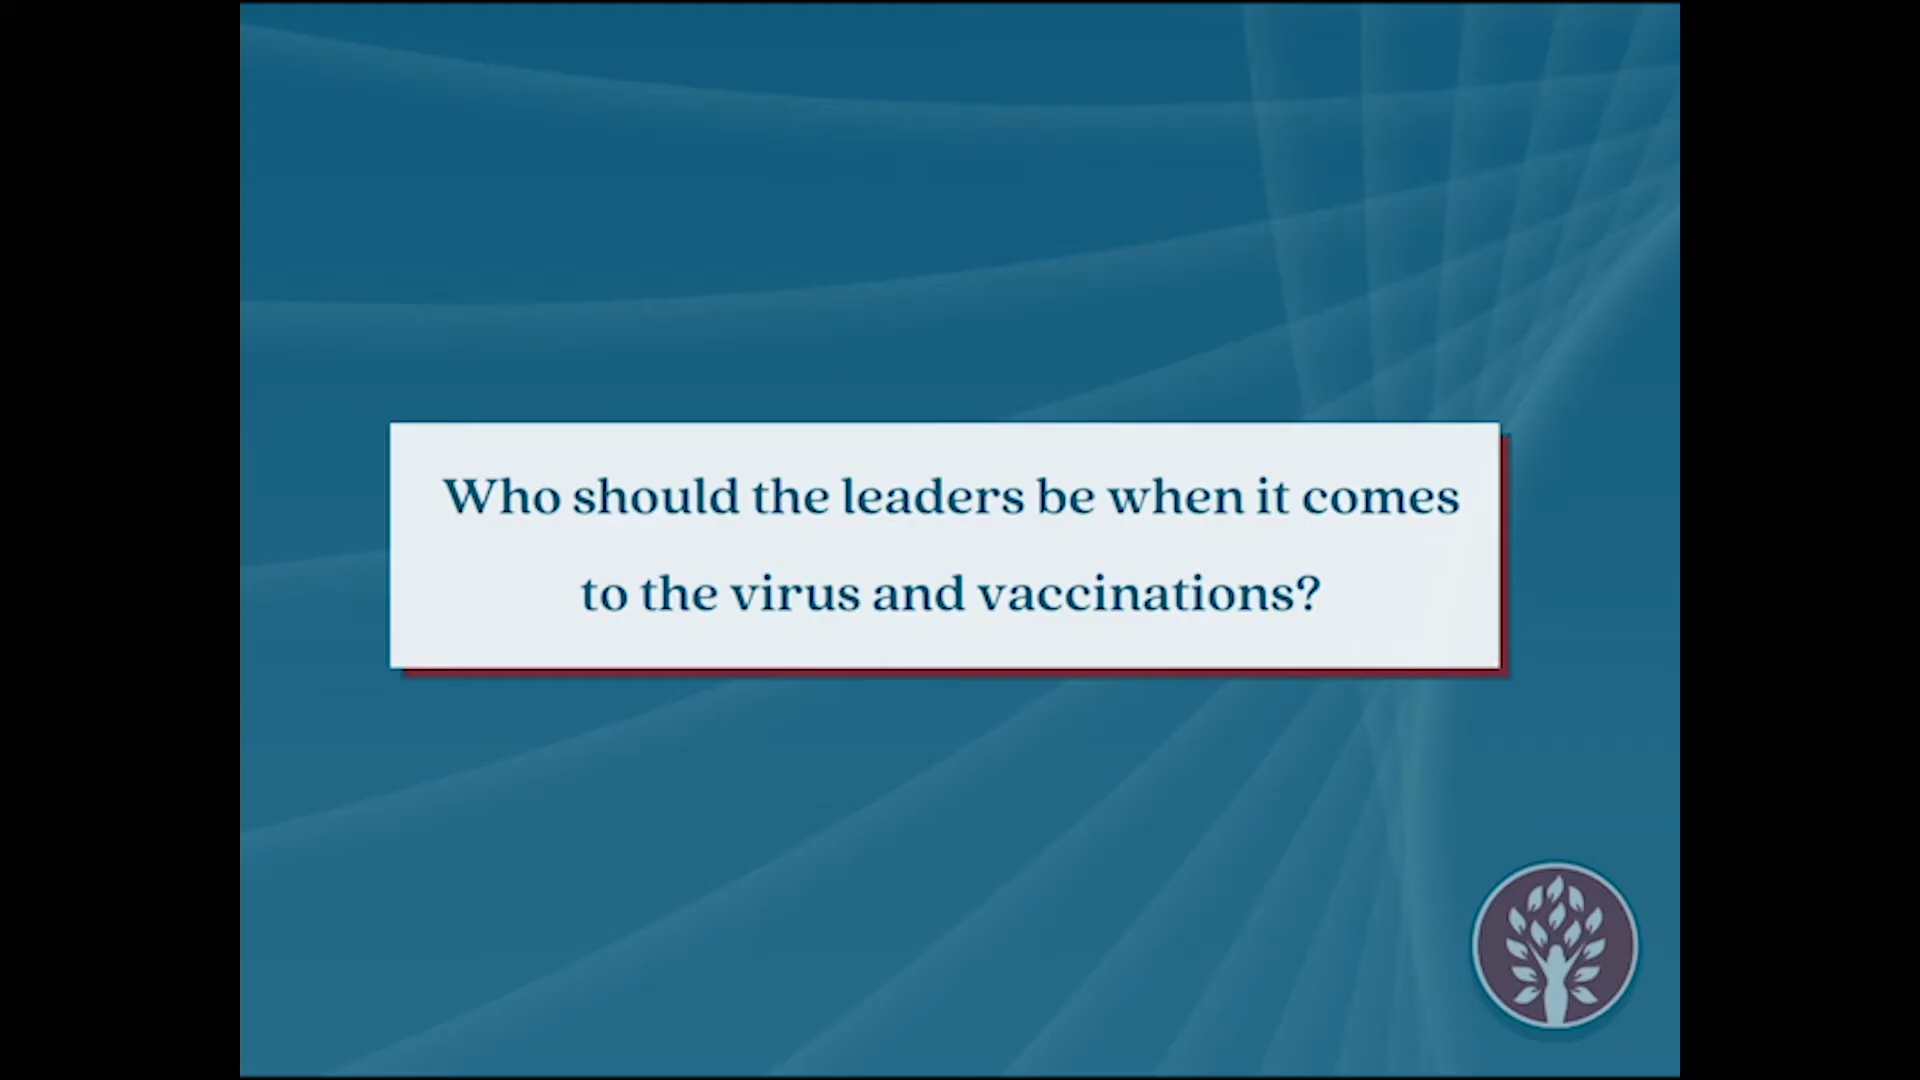 Who should the leaders be when it comes
to the virus and vaccinations?